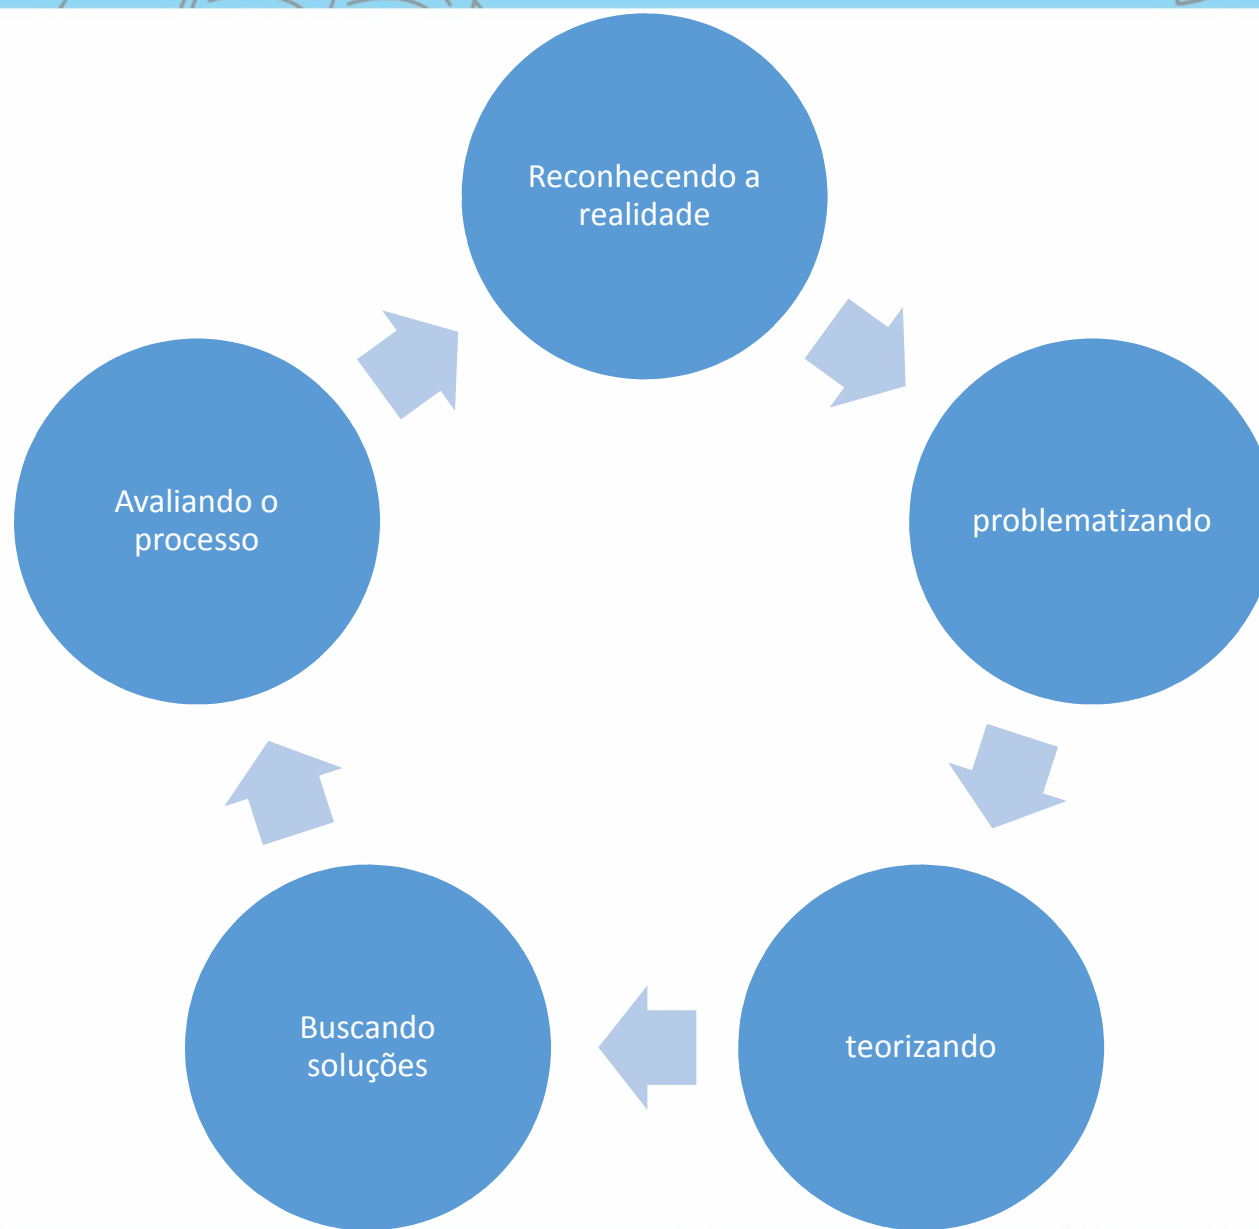 Reconhecendo a
realidade
problematizando
teorizando
Buscando
soluções
Avaliando o
processo